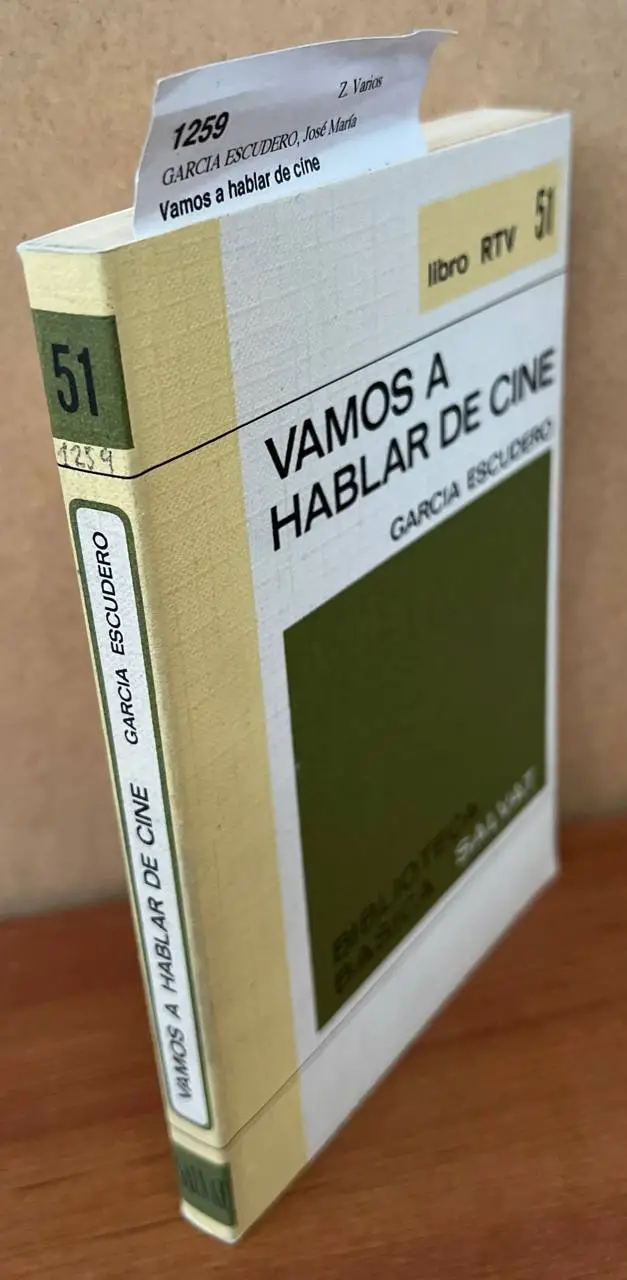 Z. Varios
1259
GARCIA ESCUDERO, José María
Vamos a hablar de cine
libro RTV 51
VAMOS A
HABLAR DE CINE
GARCIA ESCUDERO
BIBLIOTECA
BASICA SALVAT
51
1259
VAMOS A HABLAR DE CINE GARCIA ESCUDERO